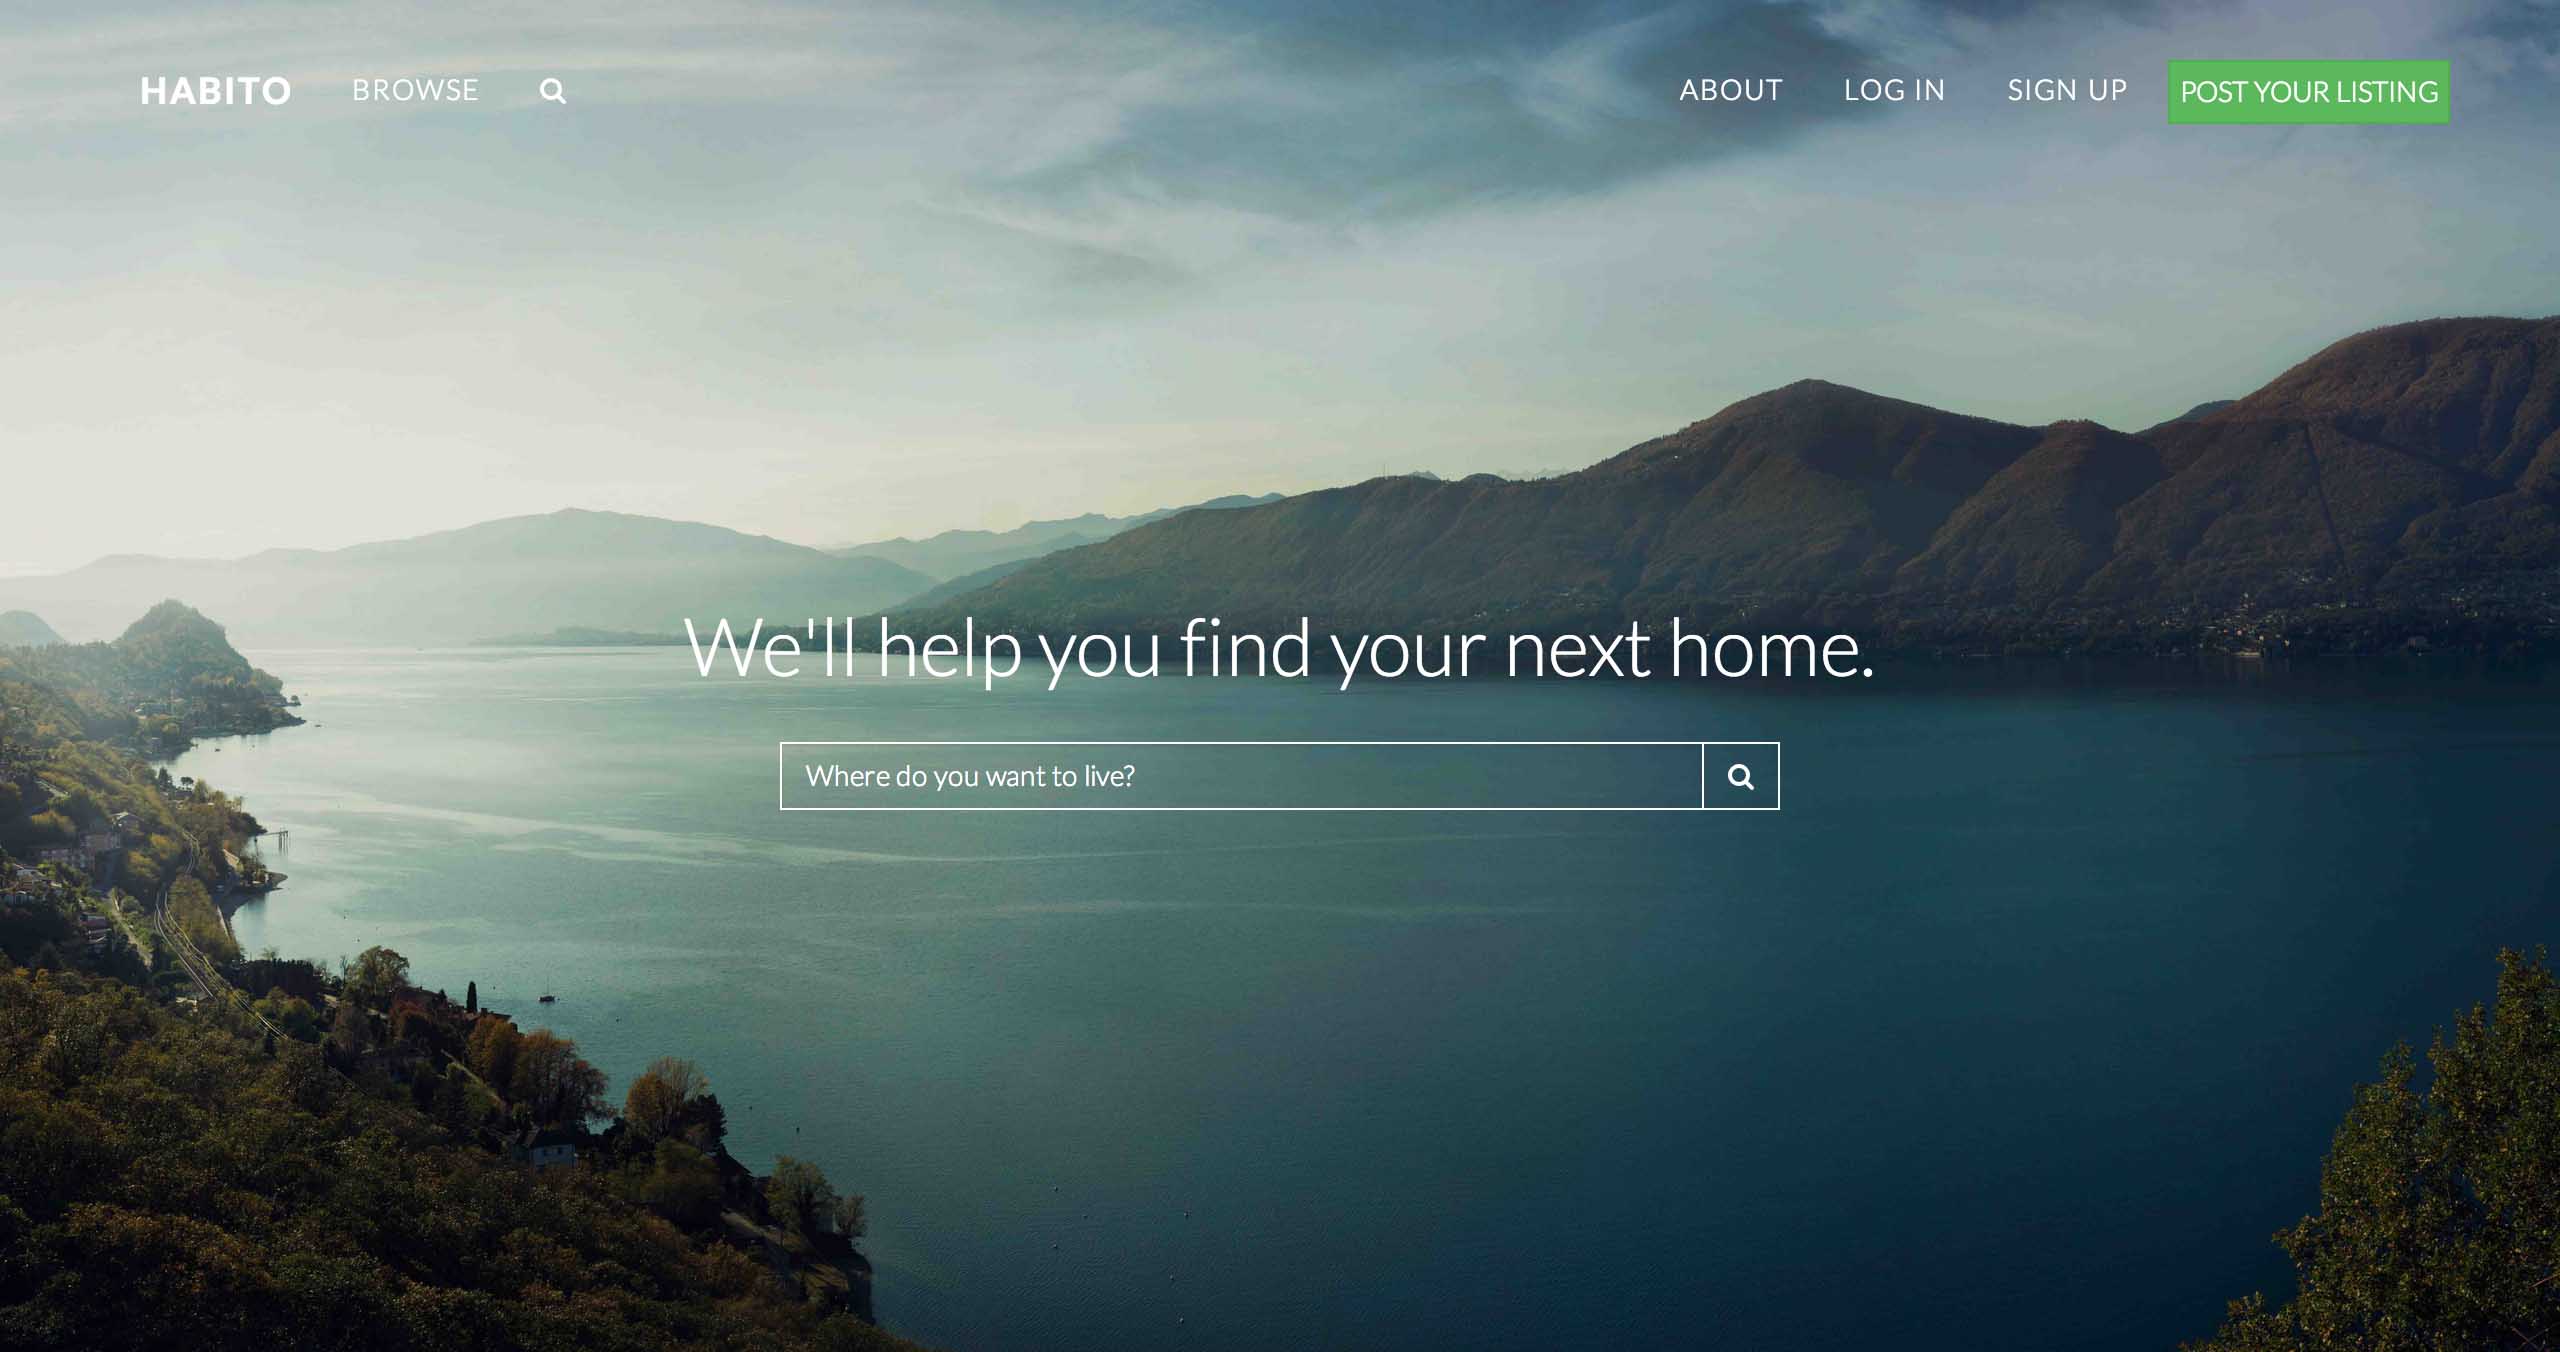 HABITO BROWSE ABOUT LOG IN SIGN UP POST YOUR LISTING
We'll help you find your next home.
Where do you want to live?